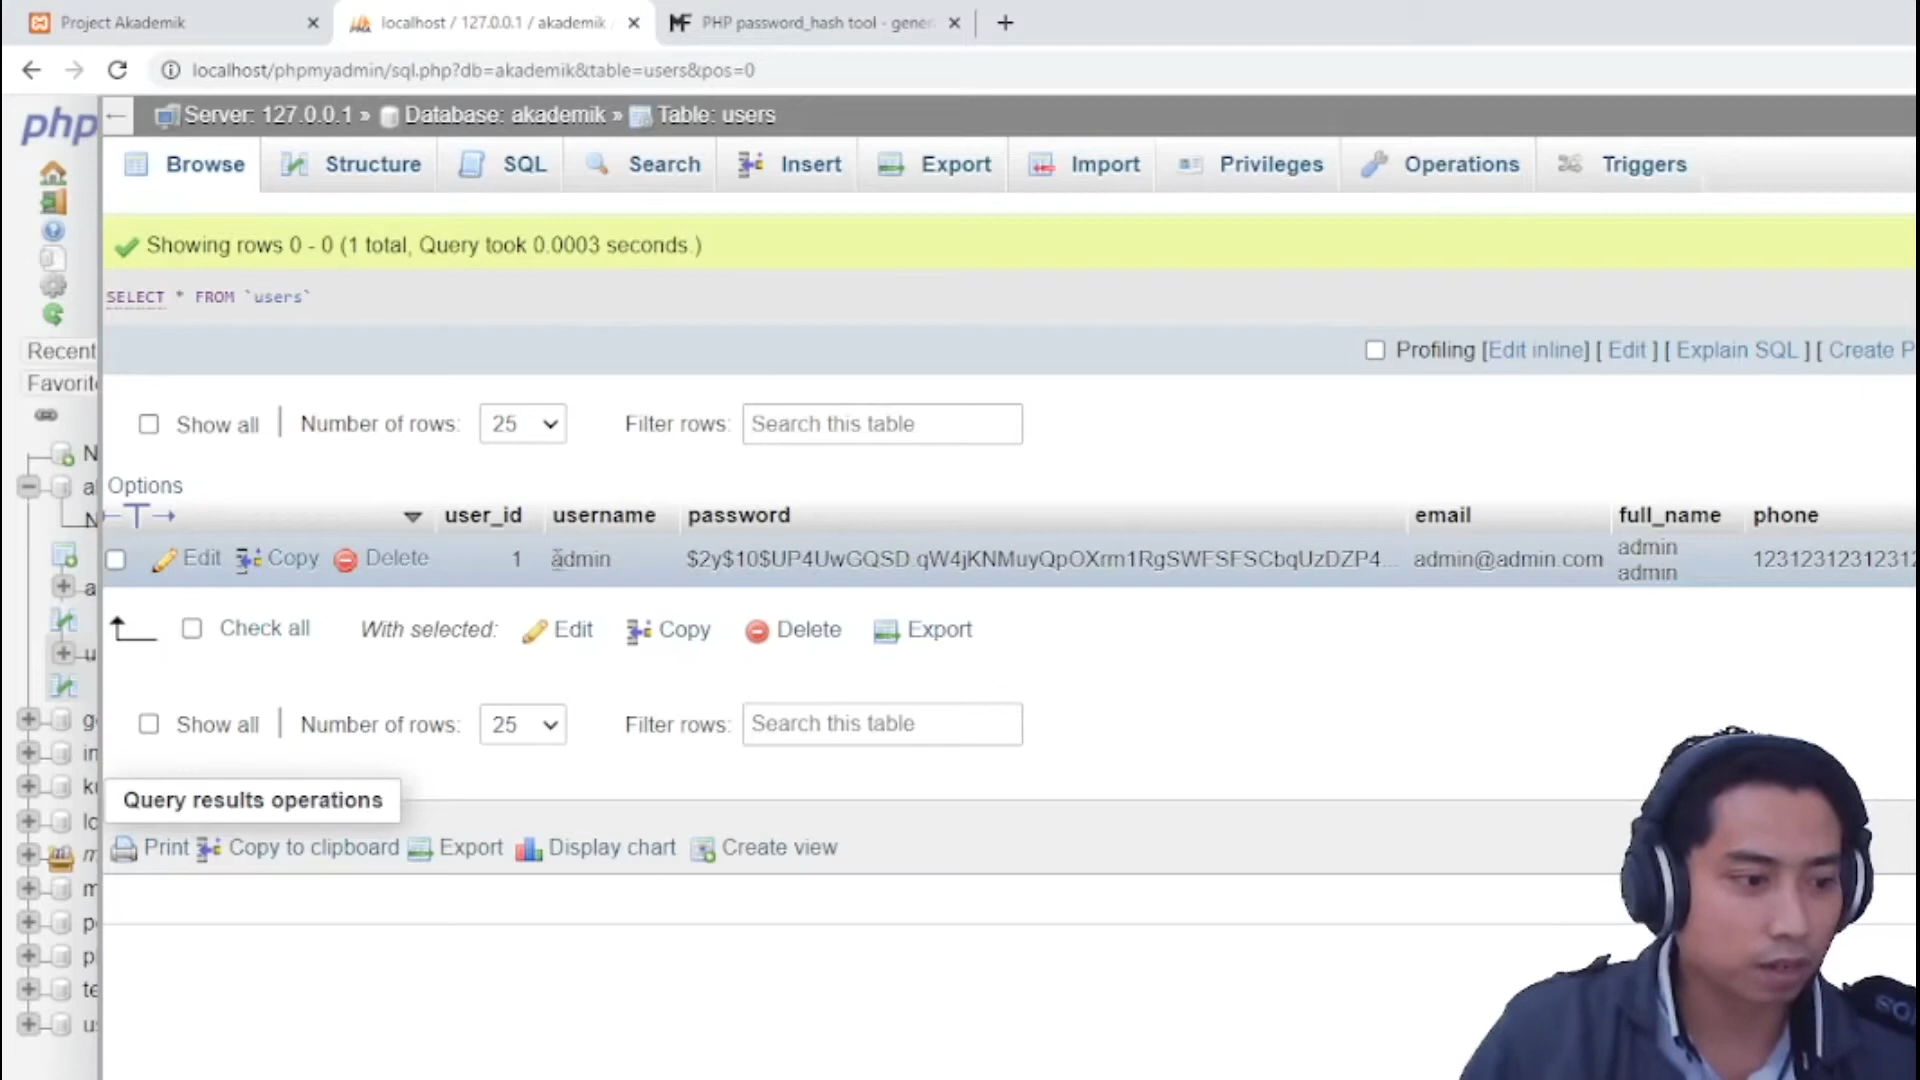 Project Akademik
localhost / 127.0.0.1 / akademik
PHP password_hash tool - gener
localhost/phpmyadmin/sql.php?db=akademik&table=users&pos=0
php
Server: 127.0.0.1 » Database: akademik » Table: users
Browse Structure SQL Search Insert Export Import Privileges Operations Triggers
Showing rows 0 - 0 (1 total, Query took 0.0003 seconds.)
SELECT * FROM `users`
Recent
Profiling [Edit inline] [ Edit ] [ Explain SQL ] [ Create P
Favorit
Show all Number of rows: 25 Filter rows: Search this table
N
Options
a
N
user_id username password email full_name phone
Edit Copy Delete 1 admin $2y$10$UP4UwGQSD.qW4jKNMuyQpOXrm1RgSWFSFSCbqUzDZP4... admin@admin.com admin admin 1231231231231
a
Check all With selected: Edit Copy Delete Export
u
Show all Number of rows: 25 Filter rows: Search this table
g
in
k
Query results operations
lo
Print Copy to clipboard Export Display chart Create view
m
m
p
p
te
u